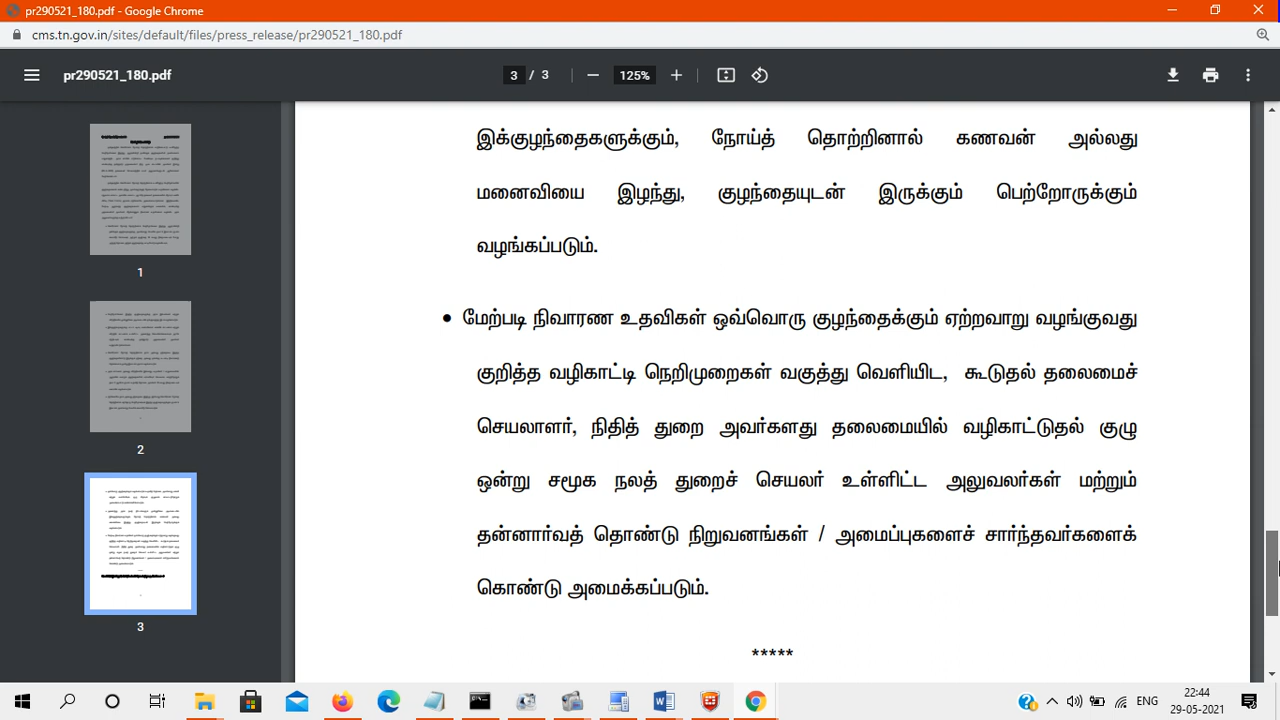 pr290521_180.pdf - Google Chrome
cms.tn.gov.in/sites/default/files/press_release/pr290521_180.pdf
pr290521_180.pdf
3 / 3
125%
இக்குழந்தைகளுக்கும், நோய்த் தொற்றினால் கணவன் அல்லது
மனைவியை இழந்து, குழந்தையுடன் இருக்கும் பெற்றோருக்கும்
வழங்கப்படும்.
• மேற்படி நிவாரண உதவிகள் ஒவ்வொரு குழந்தைக்கும் ஏற்றவாறு வழங்குவது
குறித்த வழிகாட்டி நெறிமுறைகள் வகுத்து வெளியிட, கூடுதல் தலைமைச்
செயலாளர், நிதித் துறை அவர்களது தலைமையில் வழிகாட்டுதல் குழு
ஒன்று சமூக நலத் துறைச் செயலர் உள்ளிட்ட அலுவலர்கள் மற்றும்
தன்னார்வத் தொண்டு நிறுவனங்கள் / அமைப்புகளைச் சார்ந்தவர்களைக்
கொண்டு அமைக்கப்படும்.
*****
1
2
3
ENG
22:44
29-05-2021